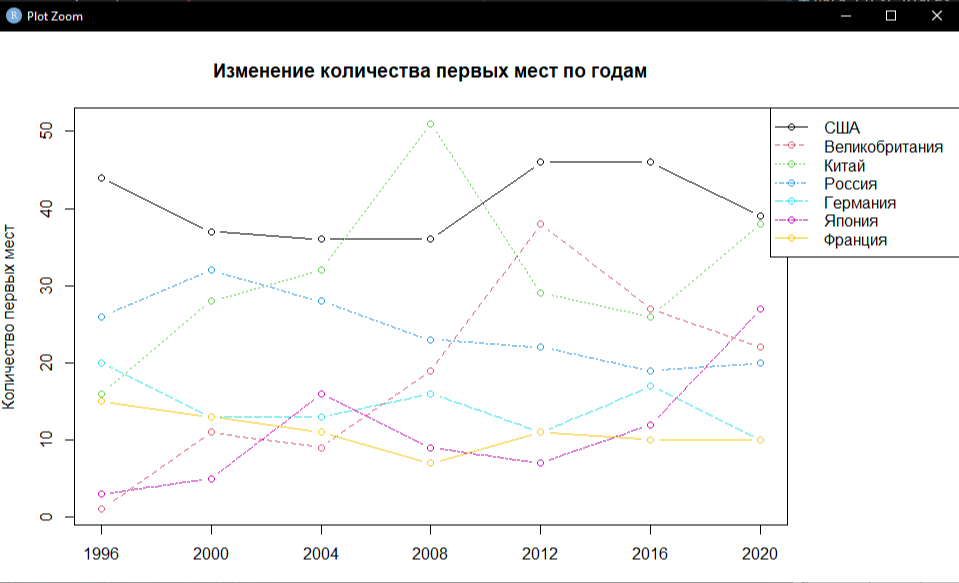 Plot Zoom
Изменение количества первых мест по годам
Количество первых мест
50
40
30
20
10
0
1996 2000 2004 2008 2012 2016 2020
США
Великобритания
Китай
Россия
Германия
Япония
Франция